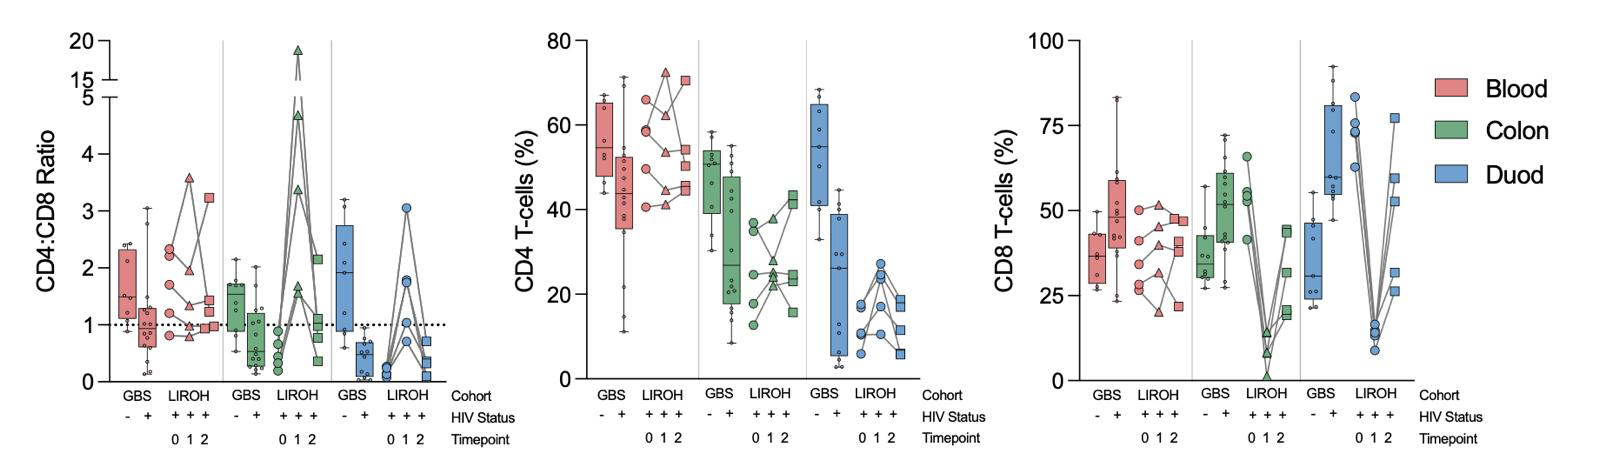 CD4:CD8 Ratio
20
15
5
4
3
2
1
0
GBS LIROH GBS LIROH GBS LIROH Cohort
- + + + + - + + + + - + + + + HIV Status
0 1 2 0 1 2 0 1 2 Timepoint
CD4 T-cells (%)
80
60
40
20
0
GBS LIROH GBS LIROH GBS LIROH Cohort
- + + + + - + + + + - + + + + HIV Status
0 1 2 0 1 2 0 1 2 Timepoint
CD8 T-cells (%)
100
75
50
25
0
GBS LIROH GBS LIROH GBS LIROH Cohort
- + + + + - + + + + - + + + + HIV Status
0 1 2 0 1 2 0 1 2 Timepoint
Blood
Colon
Duod